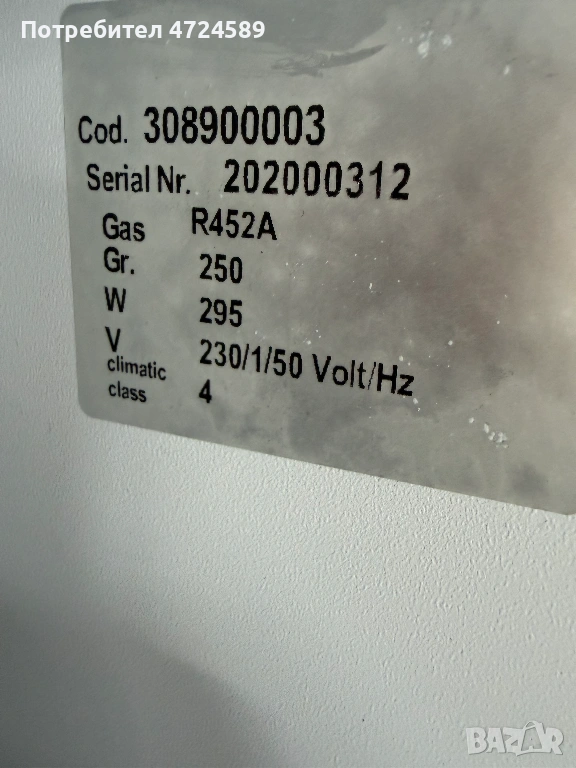 Потребител 4724589
Cod. 308900003
Serial Nr. 202000312
Gas R452A
Gr. 250
W 295
V 230/1/50 Volt/Hz
climatic
class 4
BAZAR